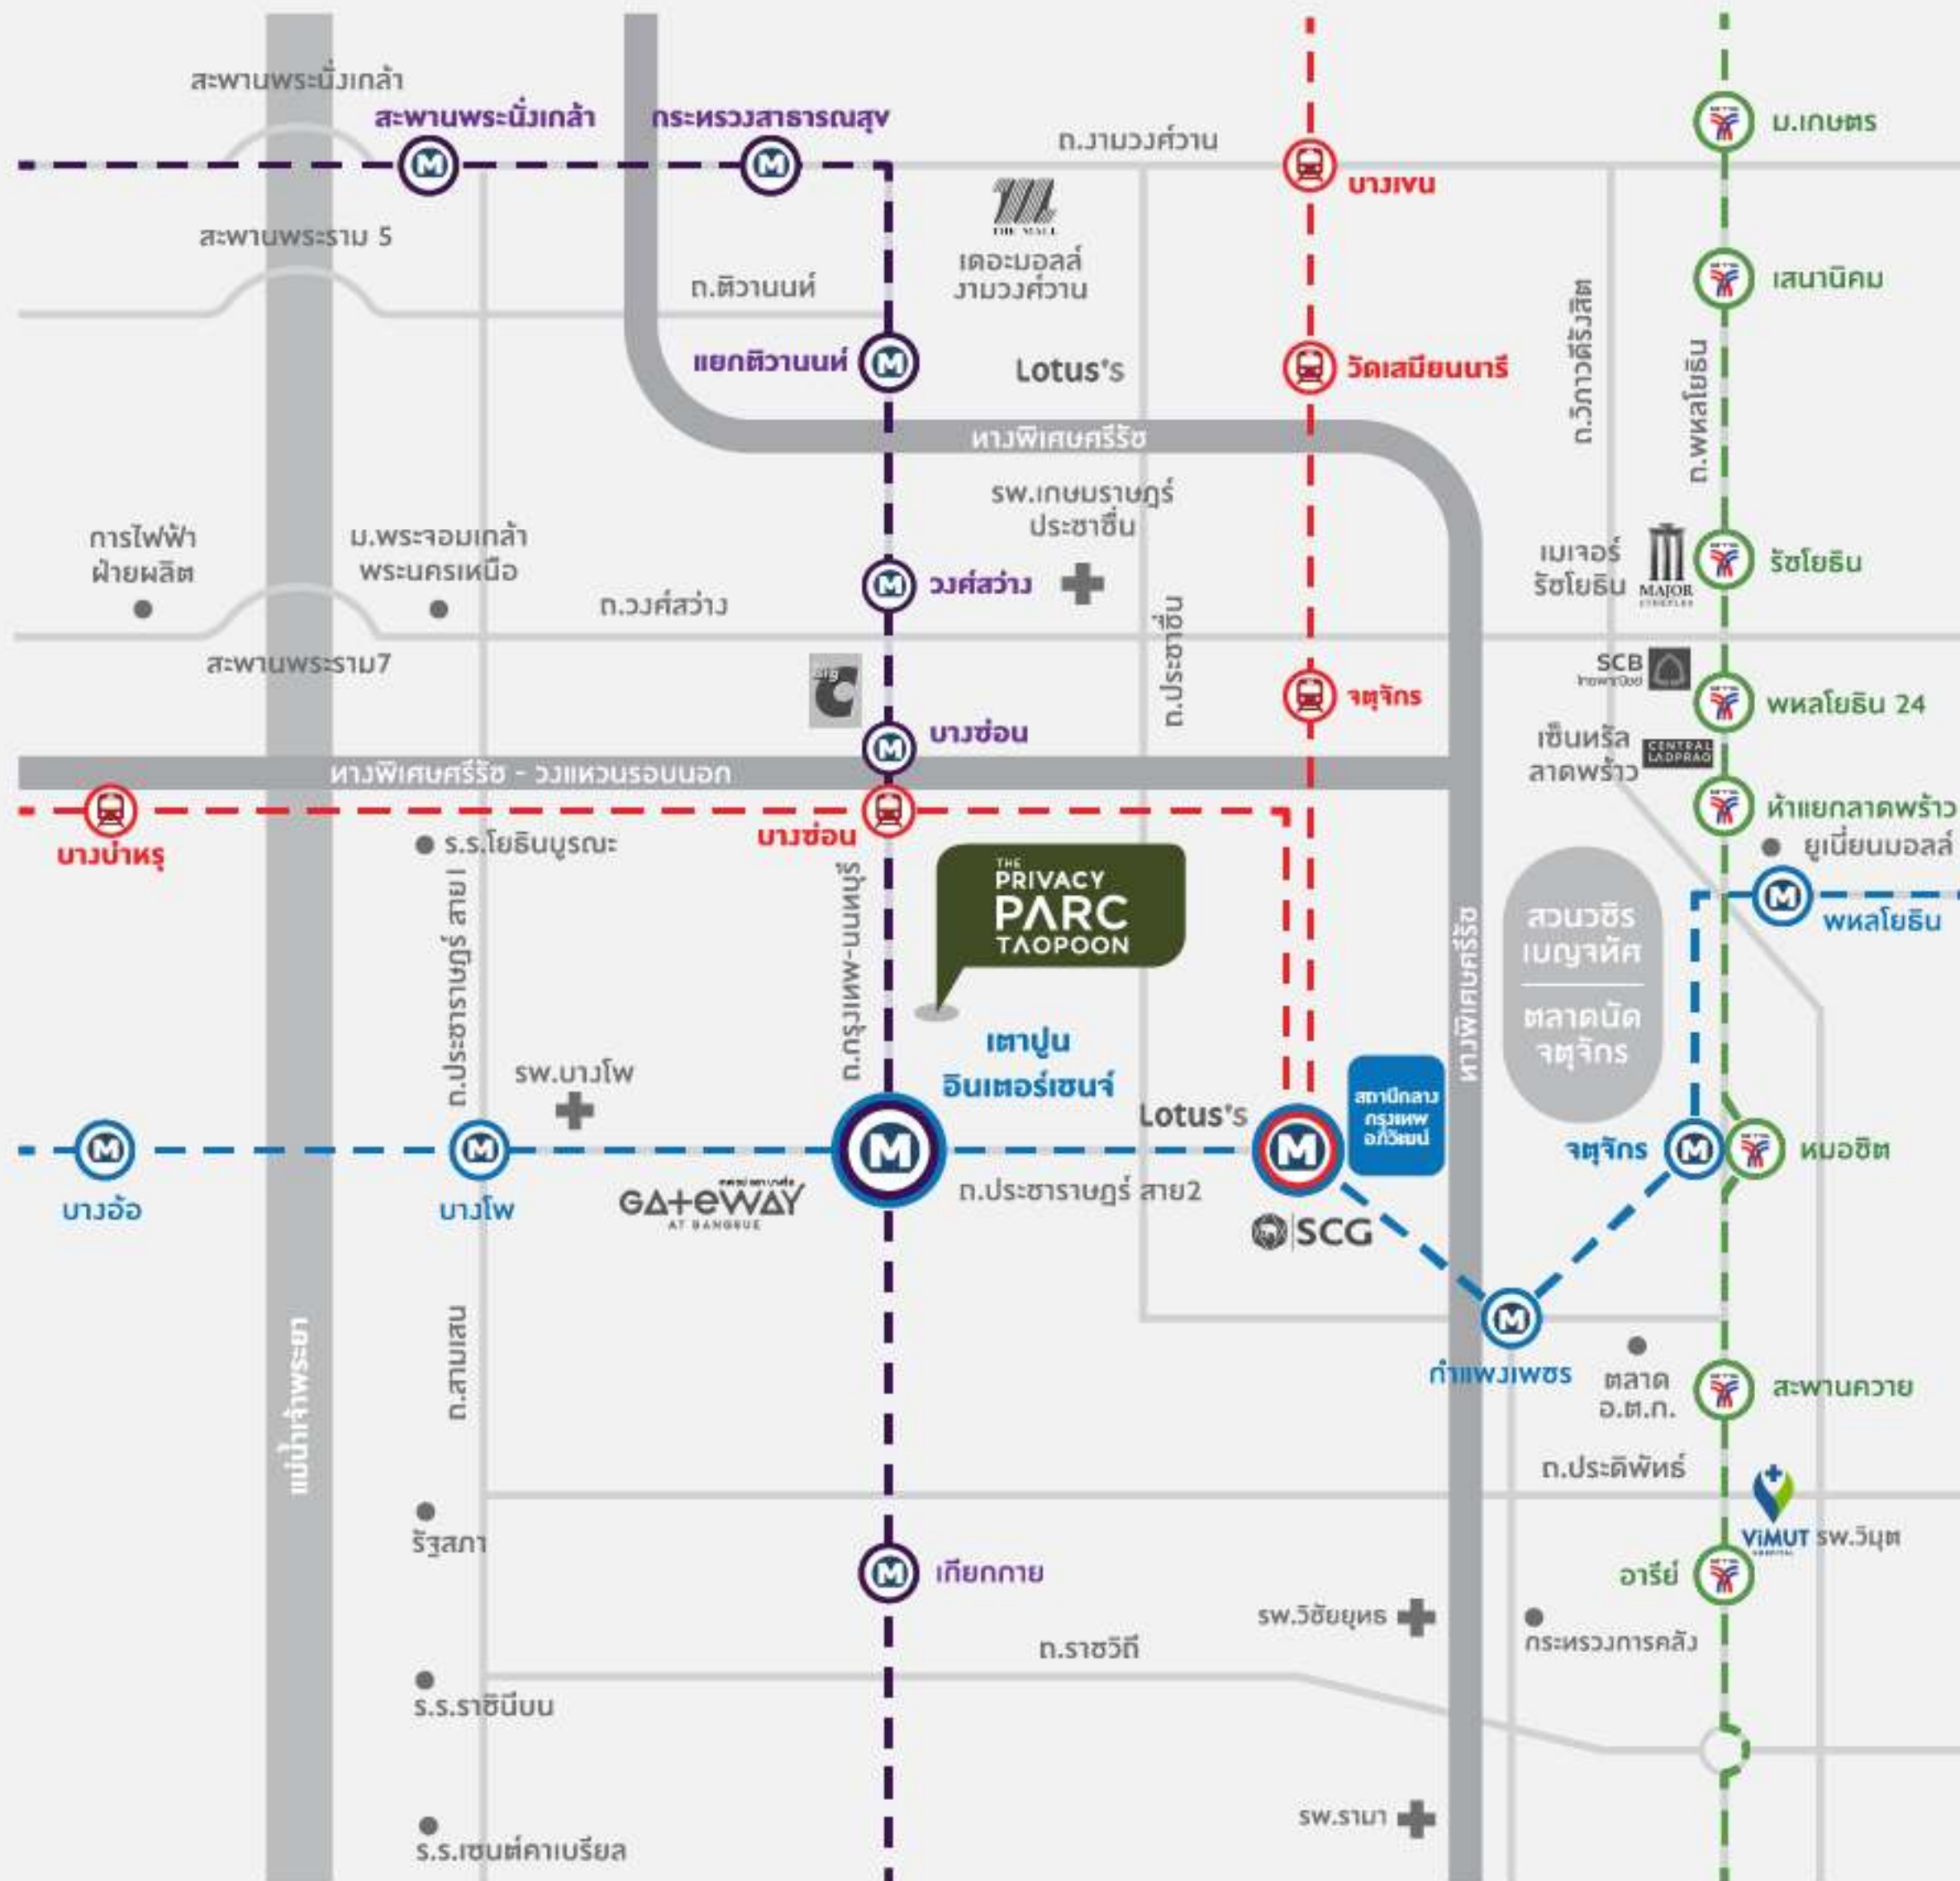 สะพานพระนั่งเกล้า
สะพานพระนั่งเกล้า
กระทรวงสาธารณสุข
ถ.งามวงศ์วาน
ม.เกษตร
บางเขน
THE MALL
เดอะมอลล์
งามวงศ์วาน
สะพานพระราม 5
ถ.ติวานนท์
เสนานิคม
ถ.วิภาวดีรังสิต
ถ.พหลโยธิน
แยกติวานนท์
Lotus's
วัดเสมียนนารี
ทางพิเศษศรีรัช
รพ.เกษมราษฎร์
ประชาชื่น
การไฟฟ้า
ฝ่ายผลิต
ม.พระจอมเกล้า
พระนครเหนือ
เมเจอร์
รัชโยธิน
MAJOR
รัชโยธิน
วงศ์สว่าง
ถ.วงศ์สว่าง
ถ.ประชาชื่น
สะพานพระราม7
Big
C
SCB
ไทยพาณิชย์
จตุจักร
พหลโยธิน 24
บางซ่อน
เซ็นทรัล
ลาดพร้าว
CENTRAL
LADPRAO
ทางพิเศษศรีรัช - วงแหวนรอบนอก
ห้าแยกลาดพร้าว
บางบำหรุ
ร.ร.โยธินบูรณะ
บางซ่อน
ยูเนี่ยนมอลล์
THE
PRIVACY
PARC
TAOPOON
ถ.ประชาราษฎร์ สาย 1
ถ.กรุงเทพ-นนทบุรี
ทางพิเศษศรีรัช
สวนวชิร
เบญจทัศ
ตลาดนัด
จตุจักร
พหลโยธิน
เตาปูน
อินเตอร์เชนจ์
รพ.บางโพ
Lotus's
สถานีกลาง
กรุงเทพ
อภิวัฒน์
จตุจักร
หมอชิต
บางอ้อ
บางโพ
GATEWAY
AT BANGSUE
ถ.ประชาราษฎร์ สาย2
SCG
แม่น้ำเจ้าพระยา
ถ.สามเสน
กำแพงเพชร
ตลาด
อ.ต.ก.
สะพานควาย
ถ.ประดิพัทธ์
ViMUT
HOSPITAL
รพ.วิมุต
รัฐสภา
เกียกกาย
อารีย์
รพ.วิชัยยุทธ
กระทรวงการคลัง
ถ.ราชวิถี
ร.ร.ราชินีบน
รพ.รามา
ร.ร.เซนต์คาเบรียล